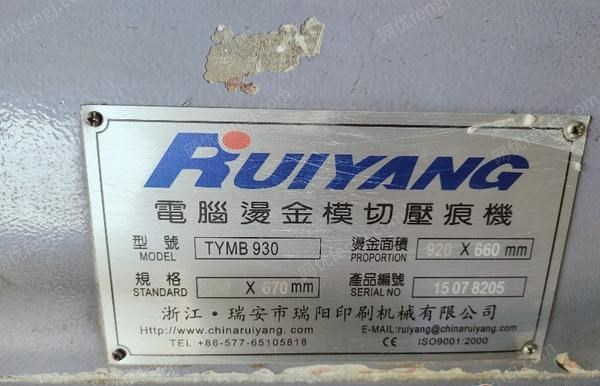 RUIYANG
電腦燙金模切壓痕機
型號 MODEL TYMB 930 燙金面積 PROPORTION 920 X 660 mm
規格 STANDARD X 670 mm 產品編號 SERIAL NO 15 07 8205
浙江·瑞安市瑞阳印刷机械有限公司
Http://www.chinaruiyang.com E-MAIL:ruiyang@chinaruiyang.com
TEL:+86-577-65105818 CE ISO9001:2000